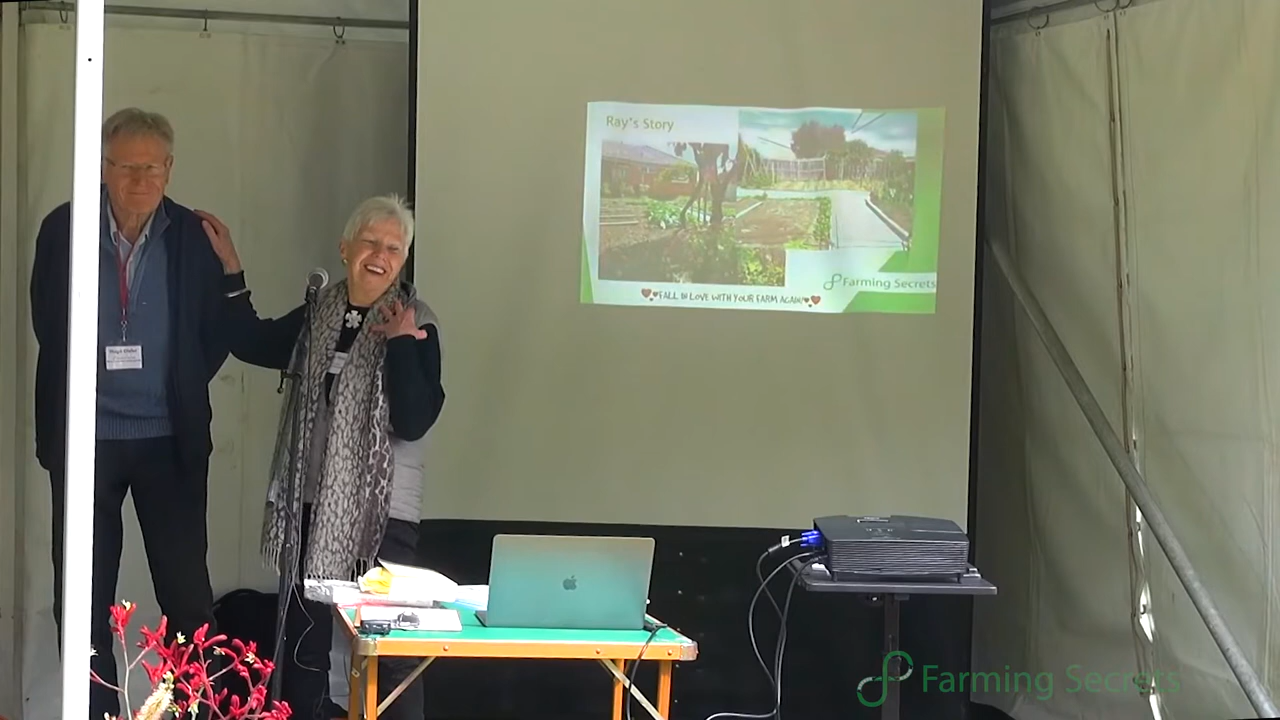 Ray's Story
Farming Secrets
FALL IN LOVE WITH YOUR FARM AGAIN
Farming Secrets